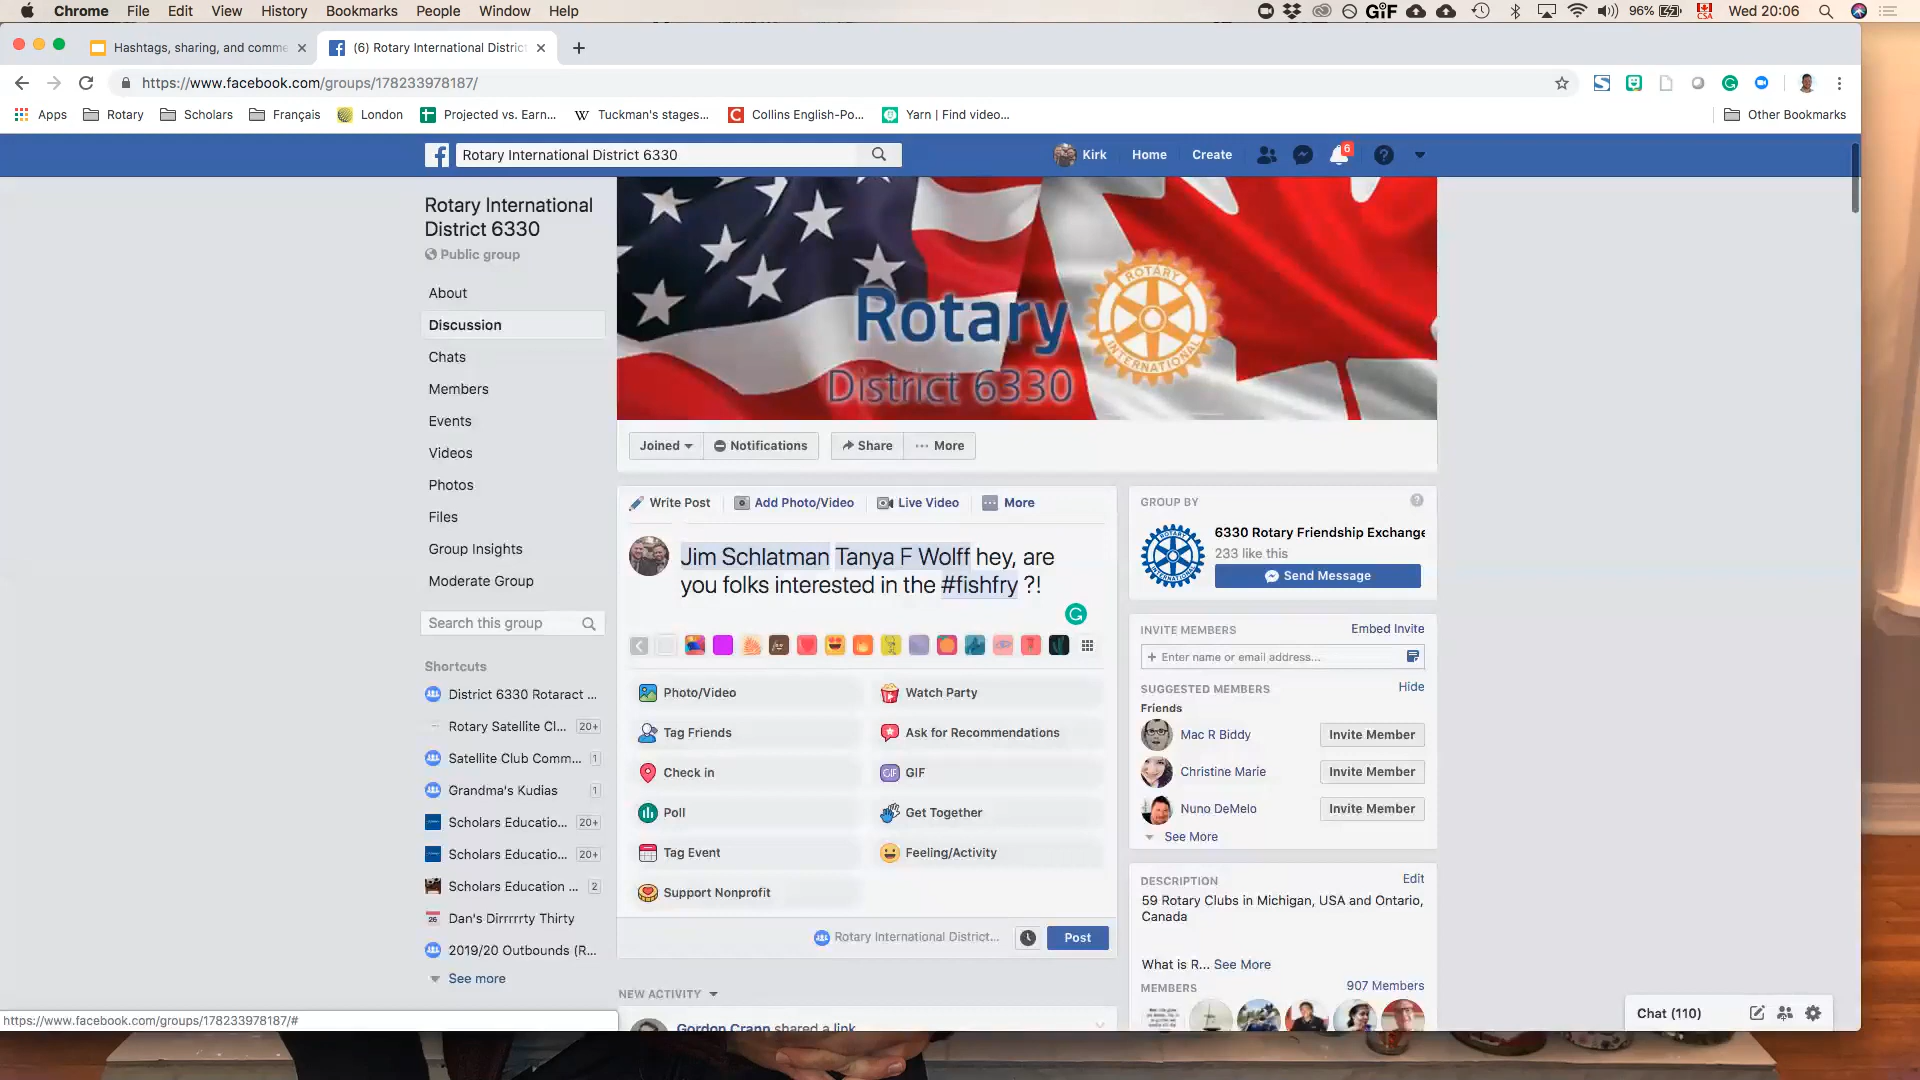 Chrome File Edit View History Bookmarks People Window Help GIF 96% CSA Wed 20:06
Hashtags, sharing, and comme (6) Rotary International Distric
https://www.facebook.com/groups/178233978187/
Apps Rotary Scholars Français London Projected vs. Earn... Tuckman's stages... Collins English-Po... Yarn | Find video... Other Bookmarks
Rotary International District 6330 Kirk Home Create 6
Rotary International
District 6330
Public group
About
Discussion
Chats
Members
Events
Videos
Photos
Files
Group Insights
Moderate Group
Search this group
Shortcuts
District 6330 Rotaract ...
Rotary Satellite Cl... 20+
Satellite Club Comm... 1
Grandma's Kudias 1
Scholars Educatio... 20+
Scholars Educatio... 20+
Scholars Education ... 2
26 Dan's Dirrrrrty Thirty
2019/20 Outbounds (R...
See more
https://www.facebook.com/groups/178233978187/#
Rotary
District 6330
ROTARY
INTERNATIONAL
Joined Notifications Share More
Write Post Add Photo/Video Live Video More
Jim Schlatman Tanya F Wolff hey, are
you folks interested in the #fishfry ?!
Photo/Video Watch Party
Tag Friends Ask for Recommendations
Check in GIF GIF
Poll Get Together
Tag Event Feeling/Activity
Support Nonprofit
Rotary International District... Post
NEW ACTIVITY
Gordon Crann shared a link.
GROUP BY
6330 Rotary Friendship Exchange
233 like this
Send Message
INVITE MEMBERS Embed Invite
+ Enter name or email address...
SUGGESTED MEMBERS Hide
Friends
Mac R Biddy Invite Member
Christine Marie Invite Member
Nuno DeMelo Invite Member
See More
DESCRIPTION Edit
59 Rotary Clubs in Michigan, USA and Ontario,
Canada
What is R... See More
MEMBERS 907 Members
Chat (110)